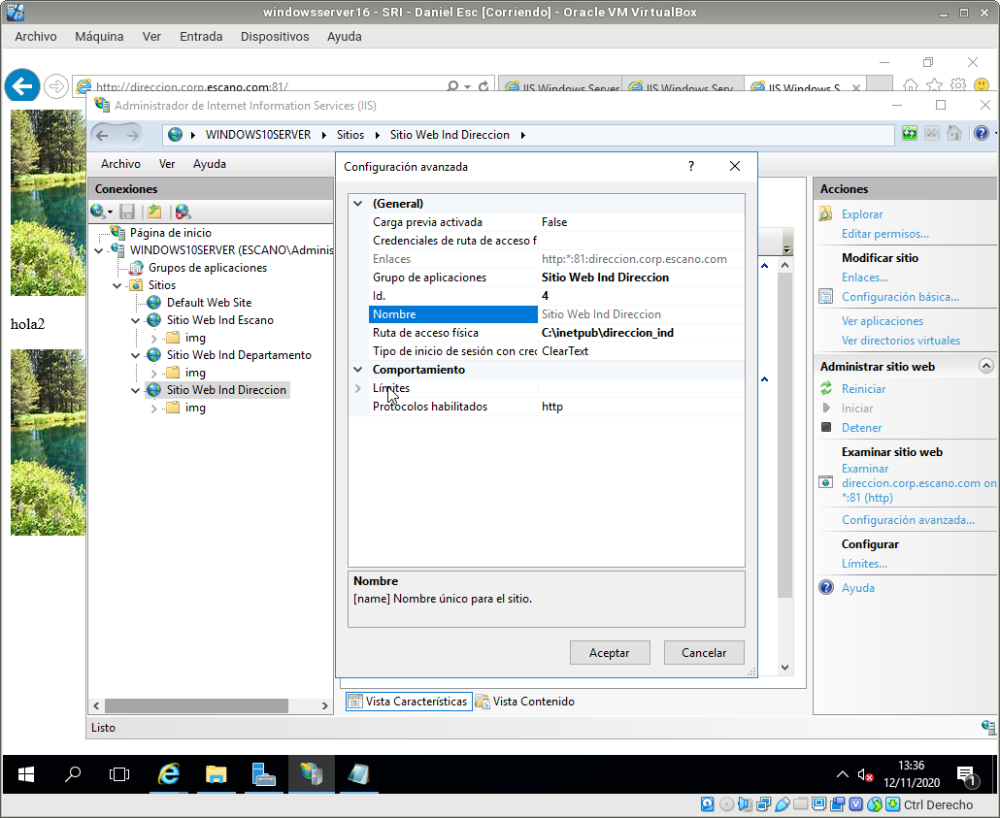 windowsserver16 - SRI - Daniel Esc [Corriendo] - Oracle VM VirtualBox
Archivo Máquina Ver Entrada Dispositivos Ayuda
http://direccion.corp.escano.com:81/
IIS Windows Server
IIS Windows Serv
IIS Windows S
Administrador de Internet Information Services (IIS)
WINDOWS10SERVER
Sitios
Sitio Web Ind Direccion
Archivo Ver Ayuda
Conexiones
Página de inicio
WINDOWS10SERVER (ESCANO\Adminis
Grupos de aplicaciones
Sitios
Default Web Site
Sitio Web Ind Escano
img
Sitio Web Ind Departamento
img
Sitio Web Ind Direccion
img
hola2
Configuración avanzada
?
(General)
Carga previa activada False
Credenciales de ruta de acceso f
Enlaces http:*:81:direccion.corp.escano.com
Grupo de aplicaciones Sitio Web Ind Direccion
Id. 4
Nombre Sitio Web Ind Direccion
Ruta de acceso física C:\inetpub\direccion_ind
Tipo de inicio de sesión con cred ClearText
Comportamiento
Límites
Protocolos habilitados http
Nombre
[name] Nombre único para el sitio.
Aceptar Cancelar
Vista Características Vista Contenido
Acciones
Explorar
Editar permisos...
Modificar sitio
Enlaces...
Configuración básica...
Ver aplicaciones
Ver directorios virtuales
Administrar sitio web
Reiniciar
Iniciar
Detener
Examinar sitio web
Examinar
direccion.corp.escano.com on
*:81 (http)
Configuración avanzada...
Configurar
Límites...
Ayuda
Listo
13:36
12/11/2020
1
Ctrl Derecho